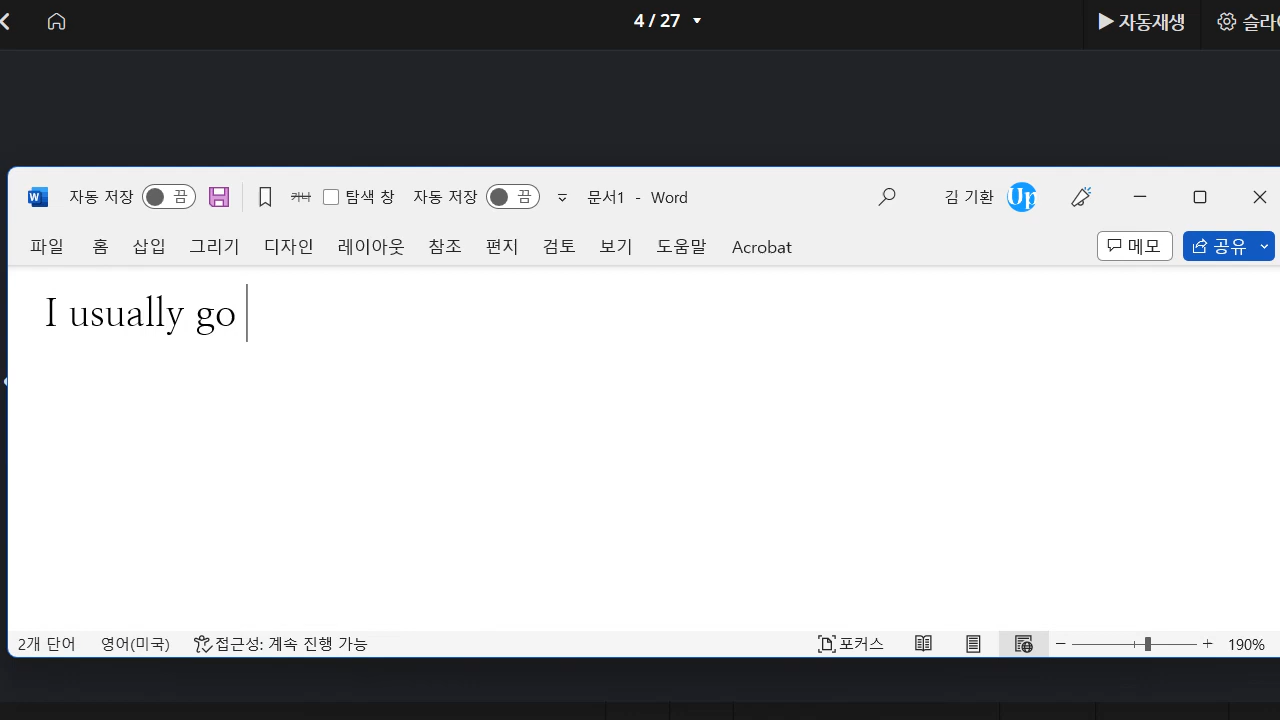 4 / 27
자동재생
자동 저장 끔 카나 탐색 창 자동 저장 끔 문서1 - Word 김 기환 Up
파일 홈 삽입 그리기 디자인 레이아웃 참조 편지 검토 보기 도움말 Acrobat 메모 공유
I usually go
2개 단어 영어(미국) 접근성: 계속 진행 가능 포커스 190%